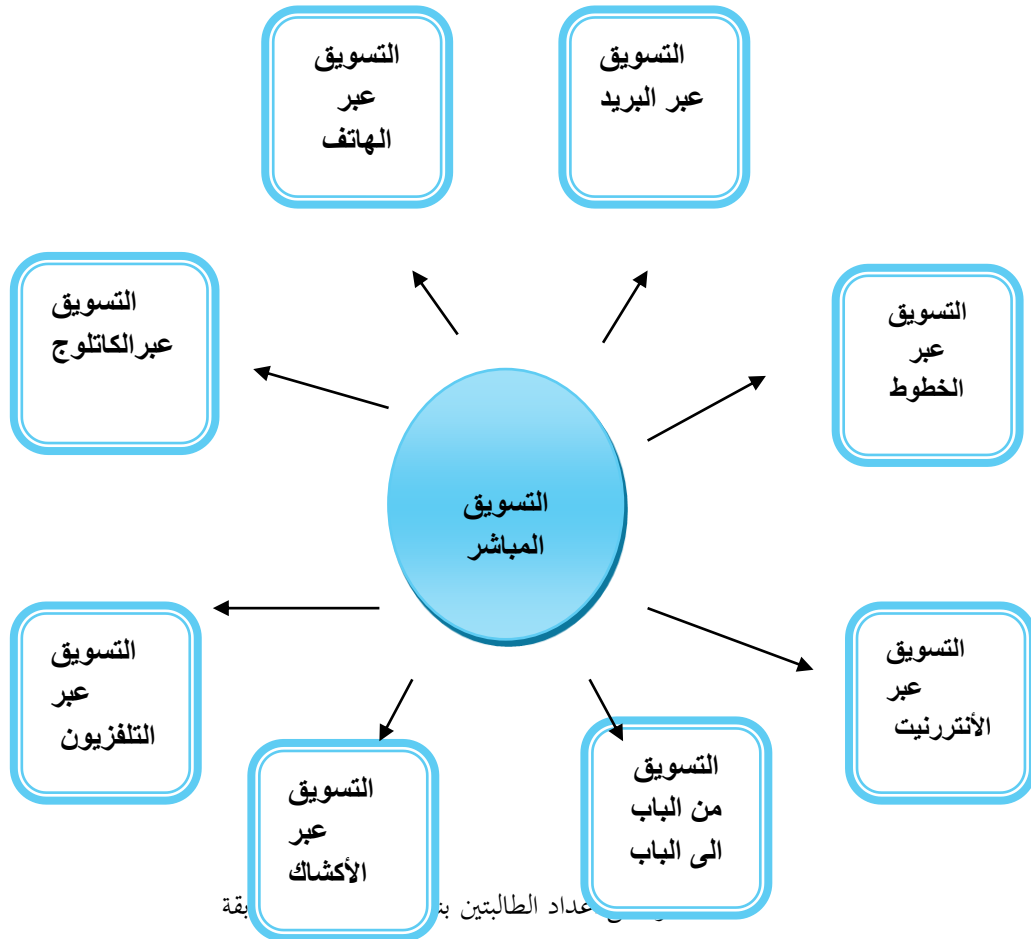 التسويق
عبر
الهاتف
التسويق
عبر البريد
التسويق
عبرالكاتلوج
التسويق
عبر
الخطوط
التسويق
المباشر
التسويق
عبر
التلفزيون
التسويق
عبر
الأنتررنيت
التسويق
عبر
الأكشاك
التسويق
من الباب
الى الباب
عداد الطالبتين